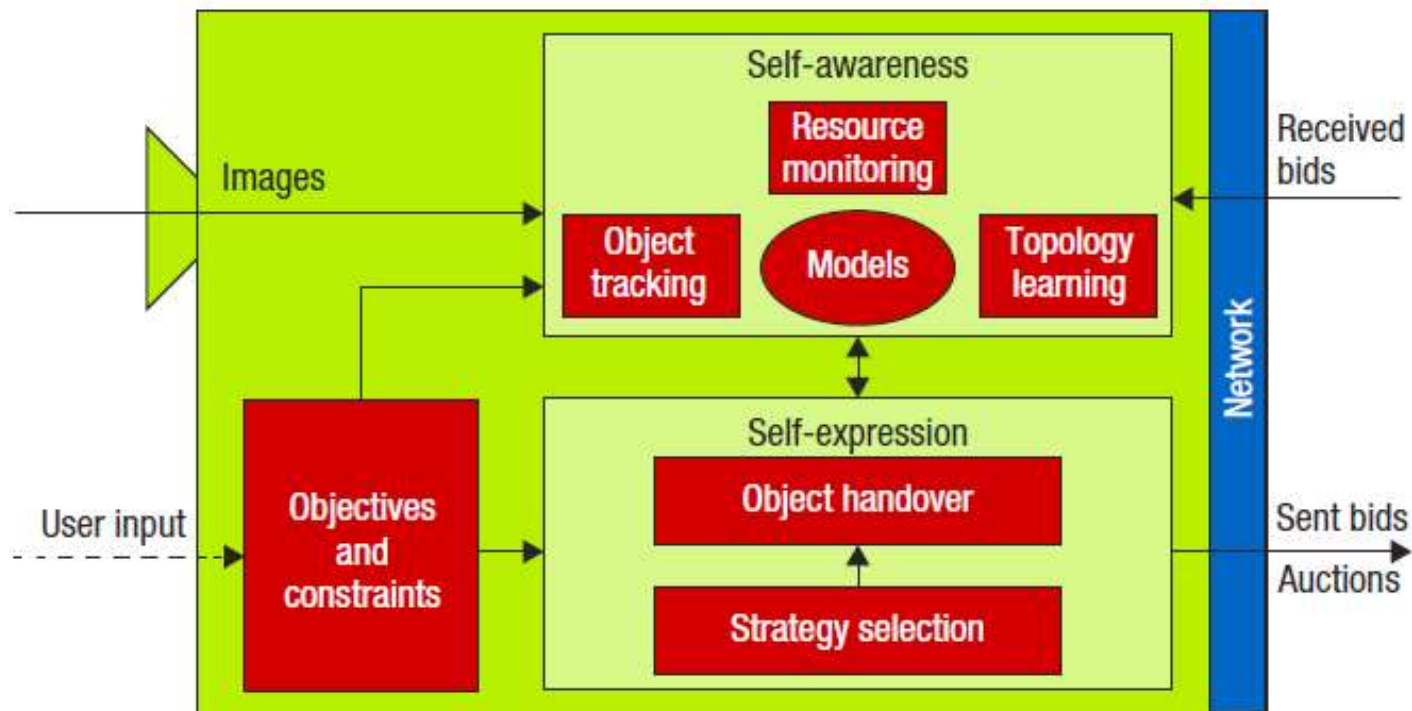 Self-awareness
Resource
monitoring
Images
Received
bids
Object
tracking
Models
Topology
learning
Network
Self-expression
Object handover
Strategy selection
User input
Objectives
and
constraints
Sent bids
Auctions